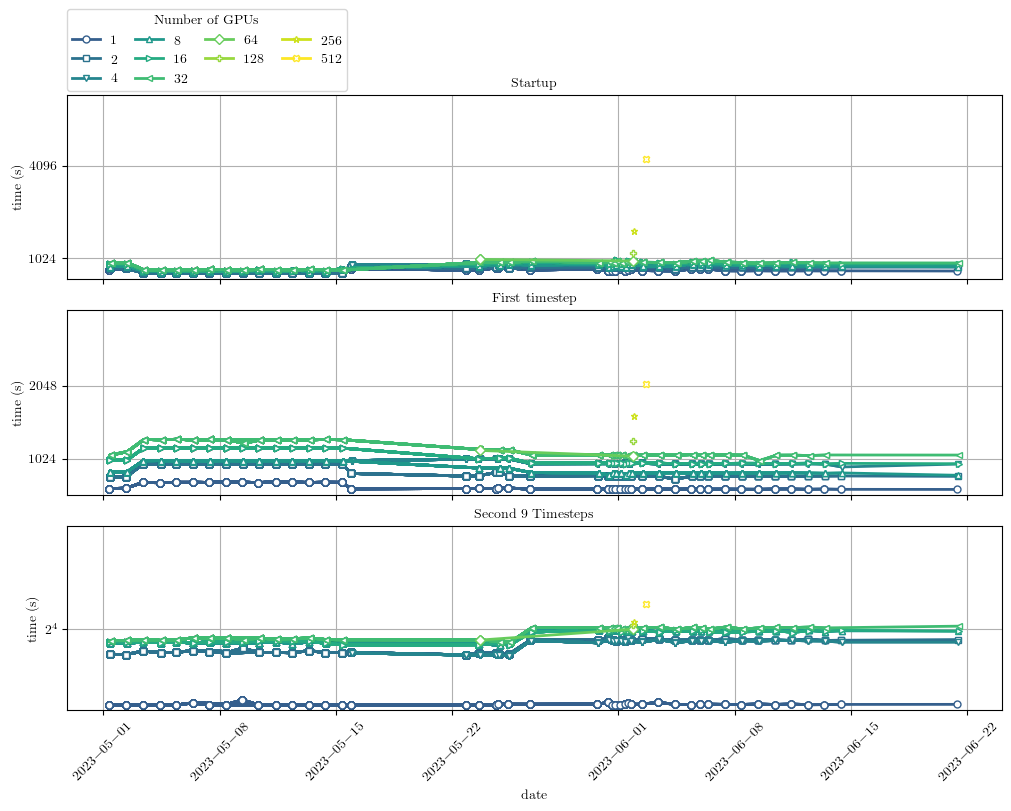 Number of GPUs
1 8 64 256
2 16 128 512
4 32
Startup
4096
time (s)
1024
First timestep
2048
time (s)
1024
Second 9 Timesteps
2^4
time (s)
2023−05−01 2023−05−08 2023−05−15 2023−05−22 2023−06−01 2023−06−08 2023−06−15 2023−06−22
date